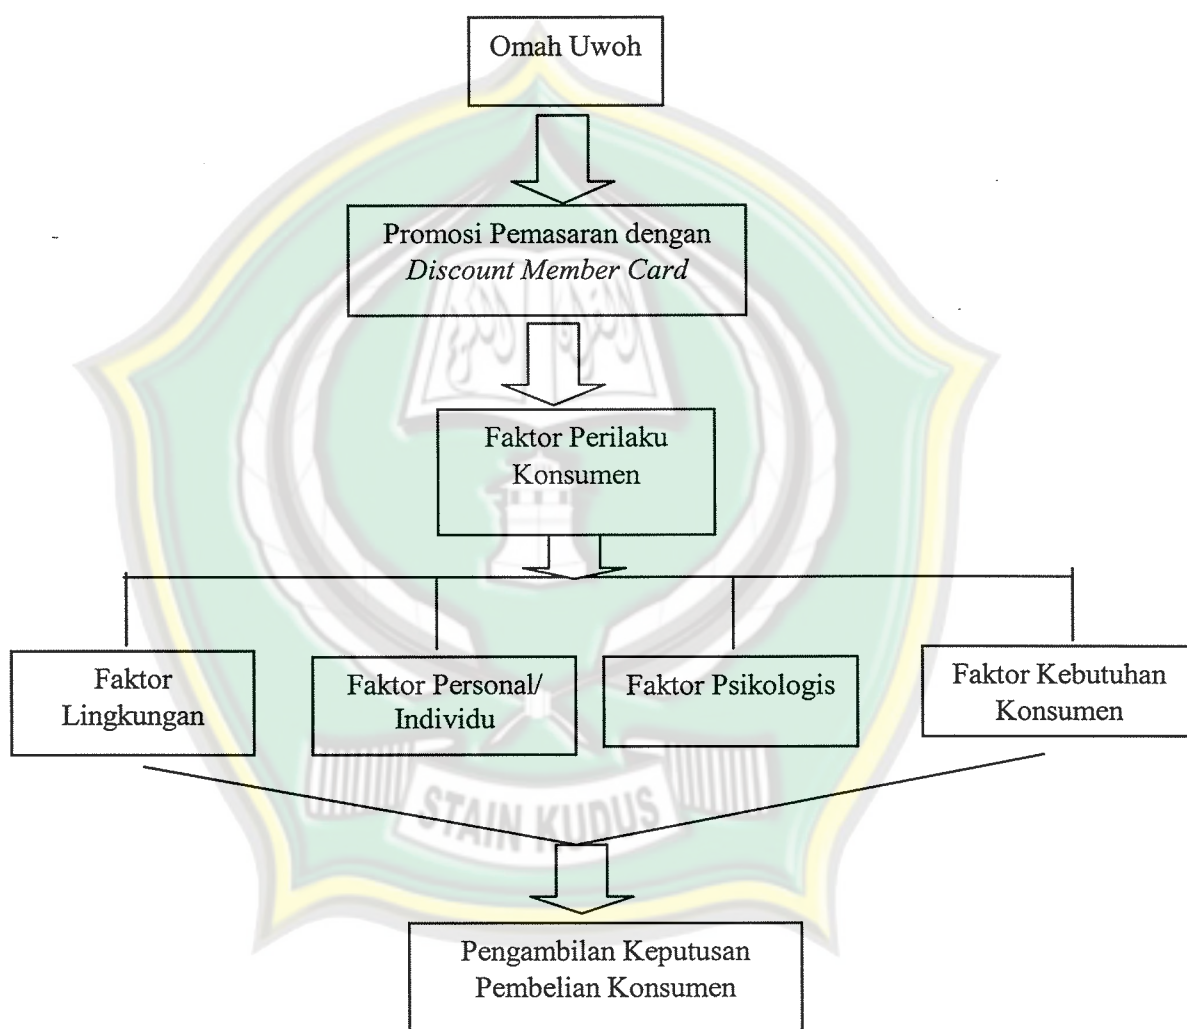 Omah Uwoh
Promosi Pemasaran dengan
Discount Member Card
Faktor Perilaku
Konsumen
Faktor
Lingkungan
Faktor Personal/
Individu
Faktor Psikologis
Faktor Kebutuhan
Konsumen
STAIN KUDUS
Pengambilan Keputusan
Pembelian Konsumen